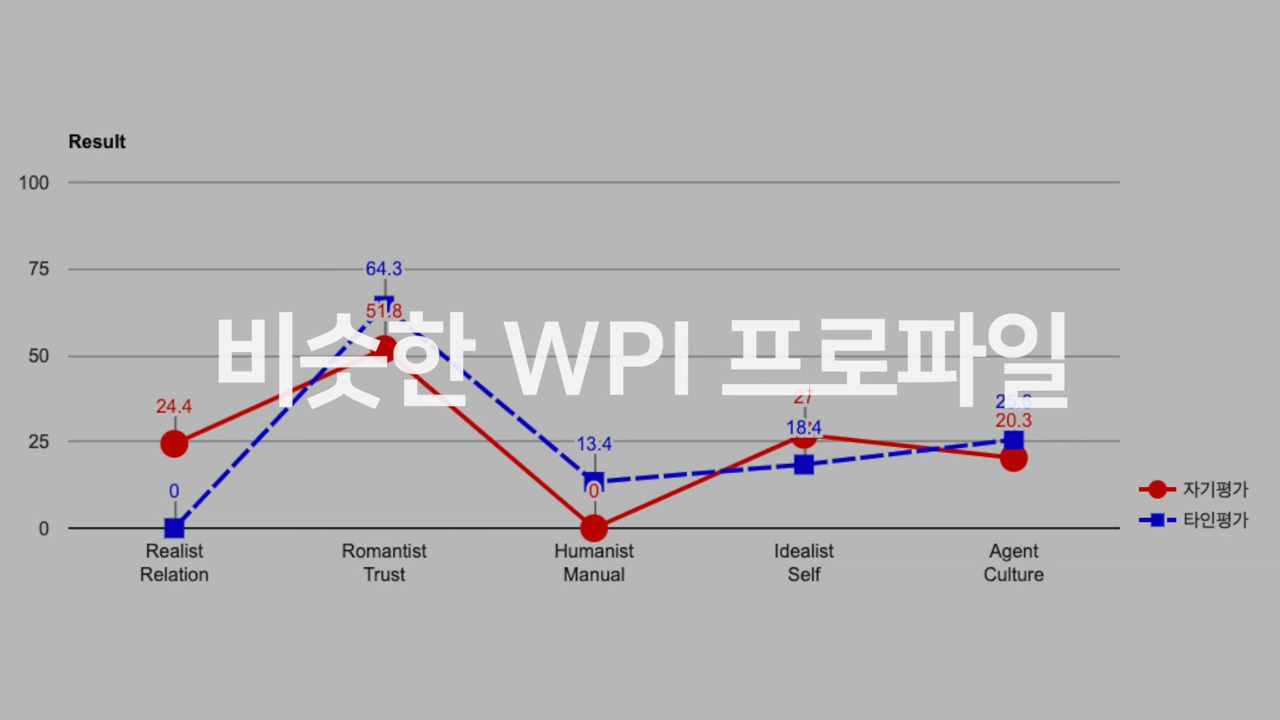 Result
100
75
50
25
0
64.3
51.8
24.4
0
13.4
0
27
18.4
25.6
20.3
비슷한 WPI 프로파일
Realist
Relation
Romantist
Trust
Humanist
Manual
Idealist
Self
Agent
Culture
자기평가
타인평가